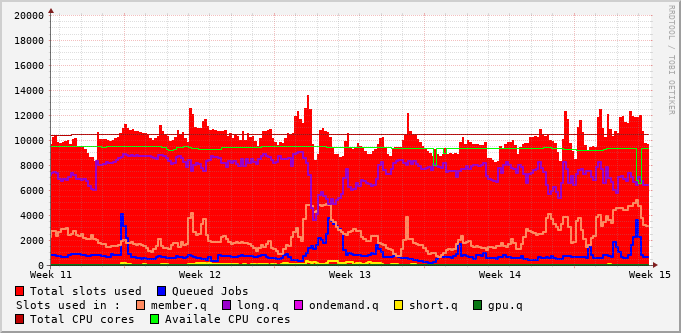 20000
18000
16000
14000
12000
10000
8000
6000
4000
2000
0
Week 11 Week 12 Week 13 Week 14 Week 15
Total slots used Queued Jobs
Slots used in : member.q long.q ondemand.q short.q gpu.q
Total CPU cores Availale CPU cores
RRDTOOL / TOBI OETIKER